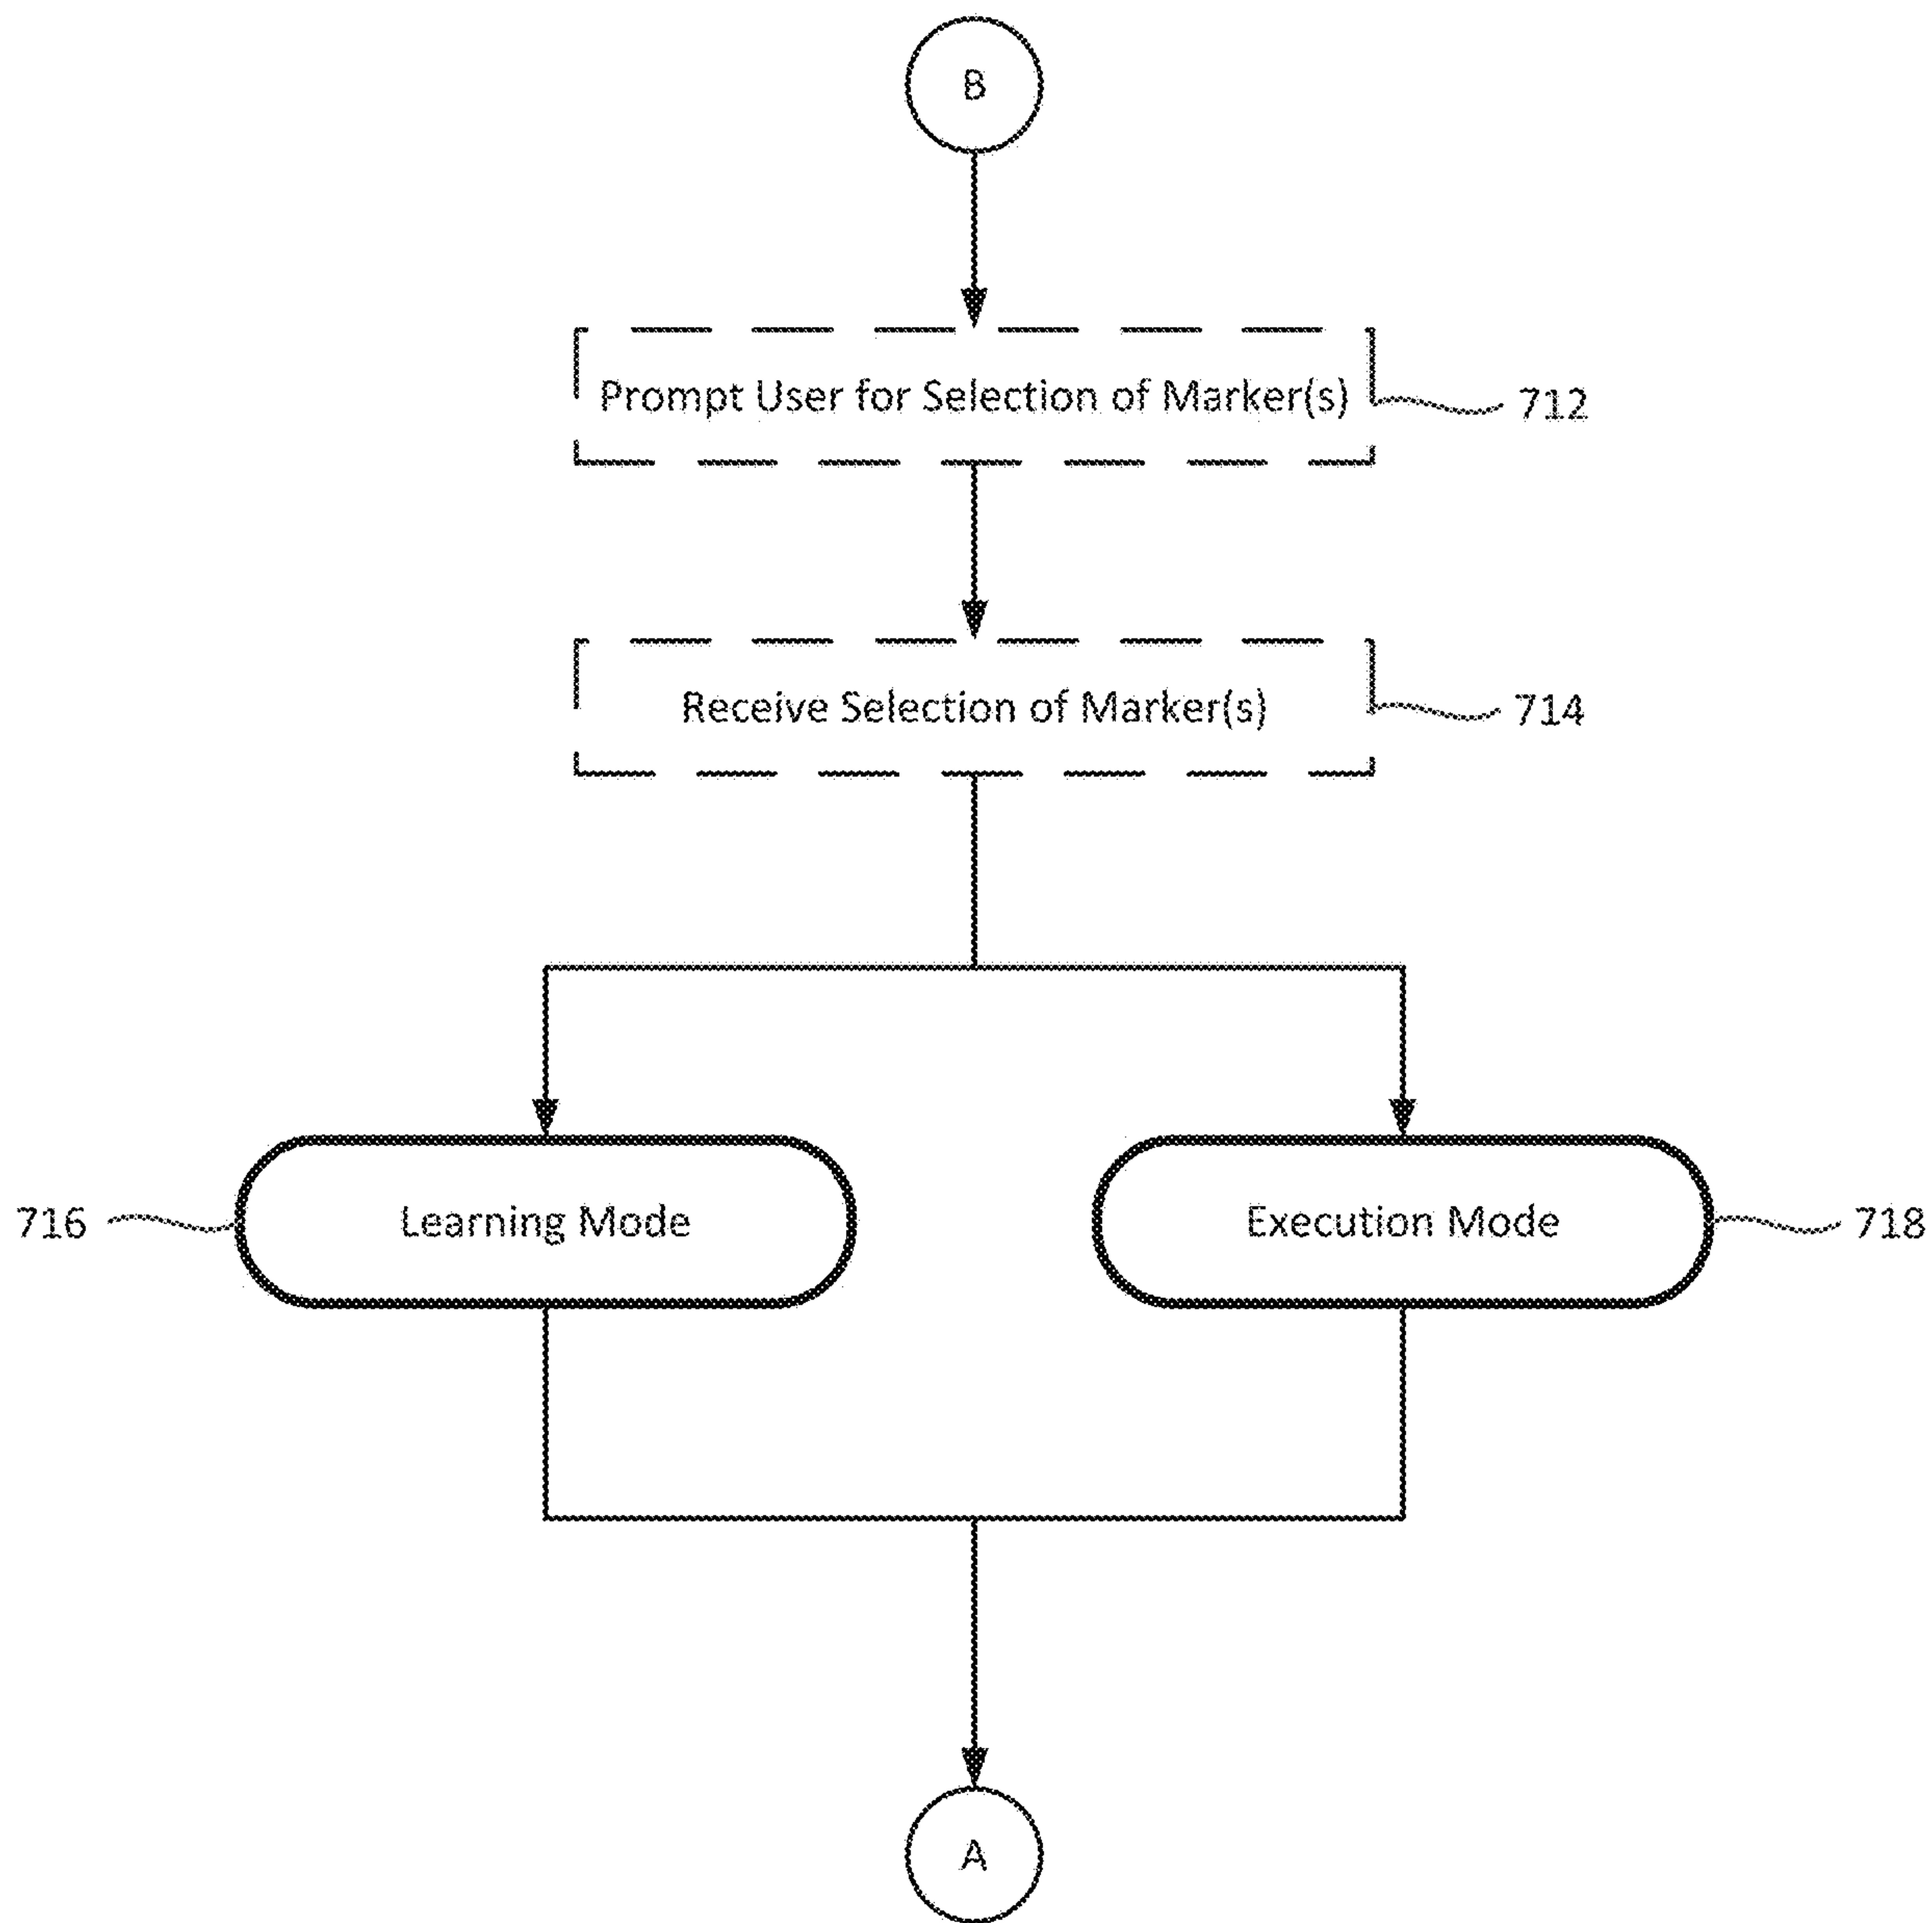 B
Prompt User for Selection of Marker(s)
712
Receive Selection of Marker(s)
714
716
Learning Mode
Execution Mode
718
A